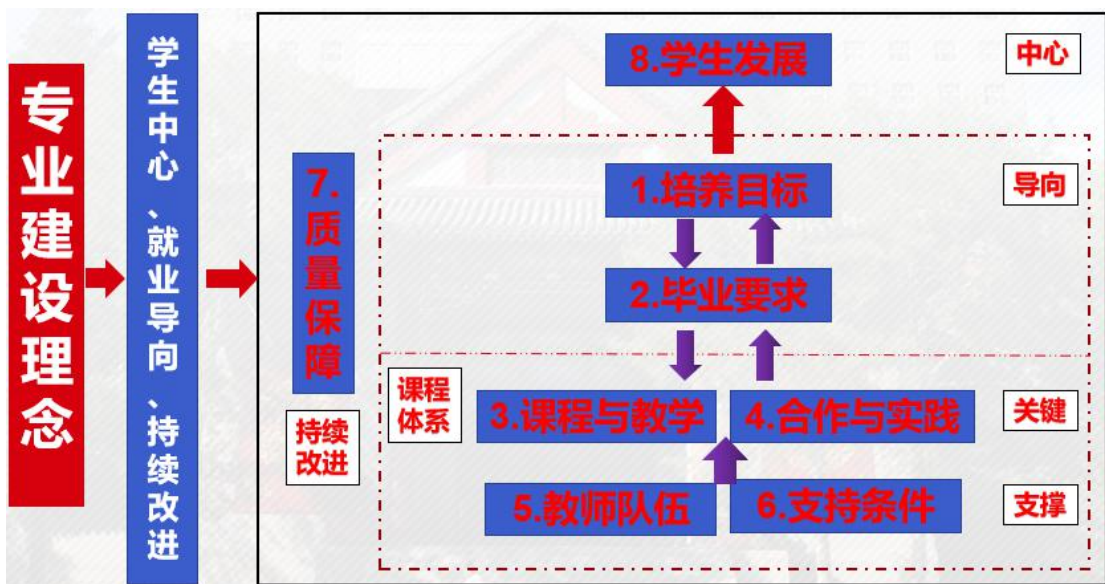 专业建设理念
学生中心、就业导向、持续改进
8.学生发展
中心
7.质量保障
1.培养目标
导向
2.毕业要求
课程
体系
3.课程与教学
4.合作与实践
关键
持续
改进
5.教师队伍
6.支持条件
支撑